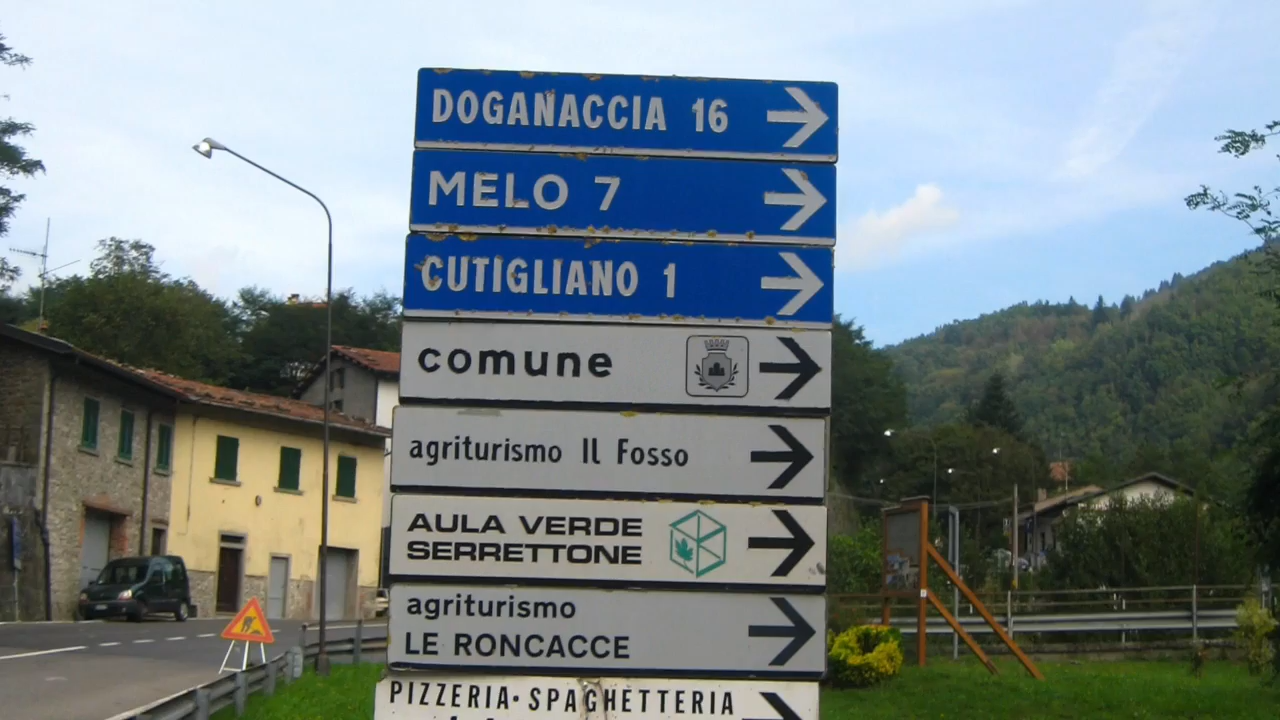 DOGANACCIA 16
MELO 7
CUTIGLIANO 1
comune
agriturismo Il Fosso
AULA VERDE
SERRETTONE
agriturismo
LE RONCACCE
PIZZERIA·SPAGHETTERIA